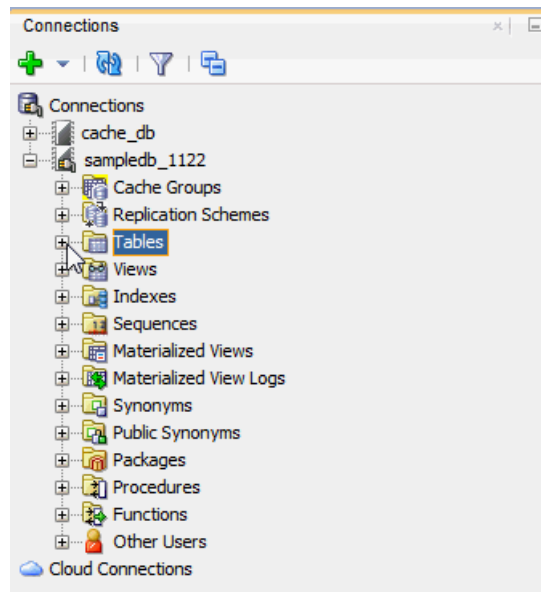 Connections
Connections
cache_db
sampledb_1122
Cache Groups
Replication Schemes
Tables
Views
Indexes
Sequences
Materialized Views
Materialized View Logs
Synonyms
Public Synonyms
Packages
Procedures
Functions
Other Users
Cloud Connections